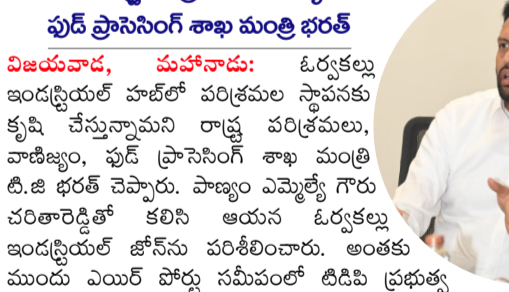 ఫుడ్ ప్రాసెసింగ్ శాఖ మంత్రి భరత్
విజయవాడ, మహానాడు: ఓర్వకల్లు
ఇండస్ట్రియల్ హబ్‌లో పరిశ్రమల స్థాపనకు
కృషి చేస్తున్నామని రాష్ట్ర పరిశ్రమలు,
వాణిజ్యం, ఫుడ్ ప్రాసెసింగ్ శాఖ మంత్రి
టి.జి భరత్ చెప్పారు. పాణ్యం ఎమ్మెల్యే గౌరు
చరితారెడ్డితో కలిసి ఆయన ఓర్వకల్లు
ఇండస్ట్రియల్ జోన్‌ను పరిశీలించారు. అంతకు
ముందు ఎయిర్ పోర్టు సమీపంలో టిడిపి ప్రభుత్వ